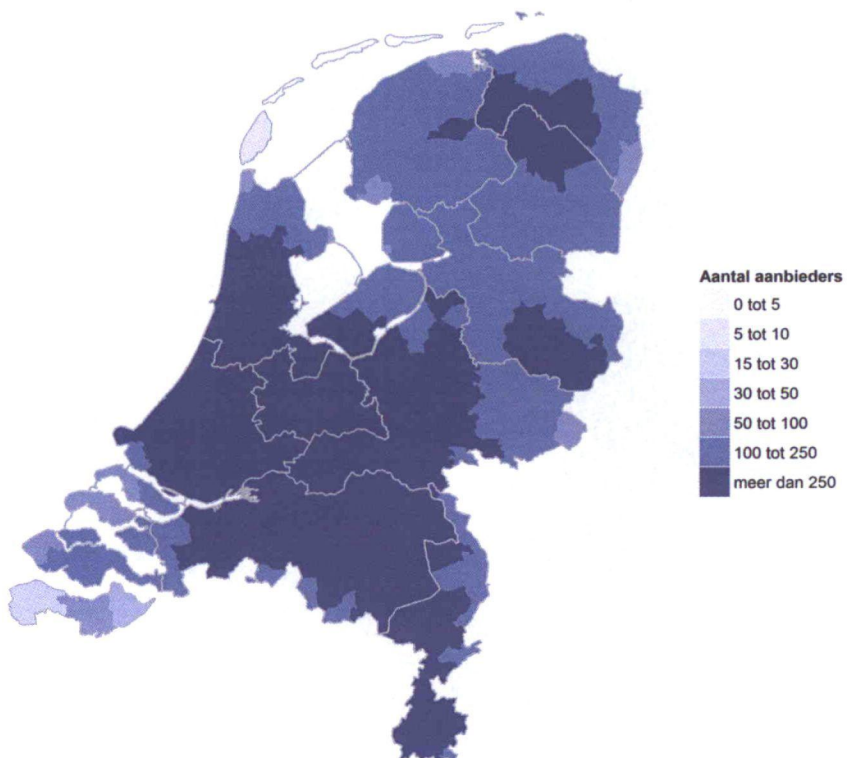 Aantal aanbieders
0 tot 5
5 tot 10
15 tot 30
30 tot 50
50 tot 100
100 tot 250
meer dan 250